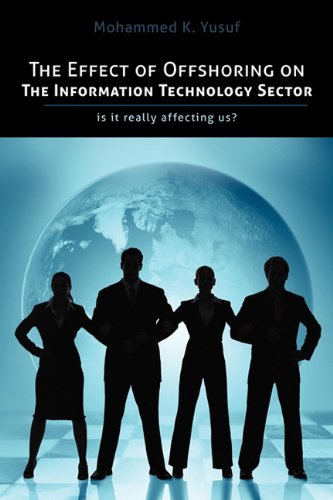 Mohammed K. Yusuf
The Effect of Offshoring on
The Information Technology Sector
is it really affecting us?